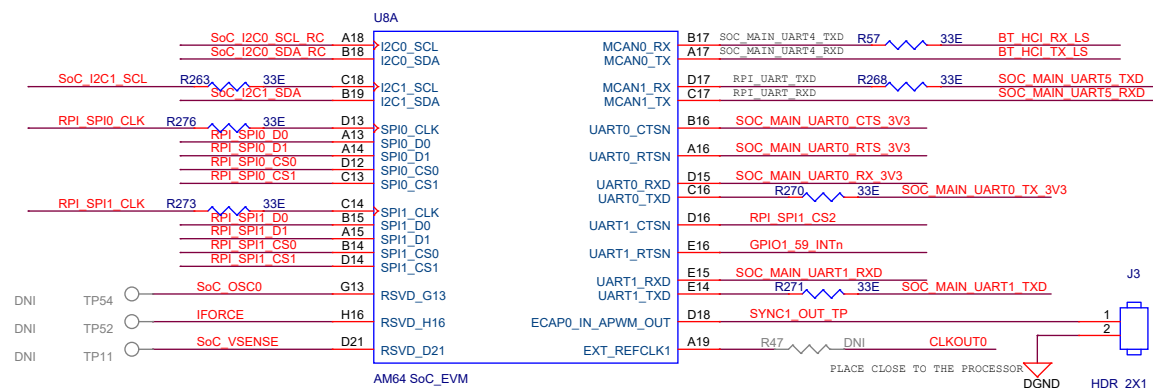 U8A
SoC_I2C0_SCL_RC A18 I2C0_SCL MCAN0_RX B17 SOC_MAIN_UART4_TXD R57 33E BT_HCI_RX_LS
SoC_I2C0_SDA_RC B18 I2C0_SDA MCAN0_TX A17 SOC_MAIN_UART4_RXD BT_HCI_TX_LS
SoC_I2C1_SCL R263 33E C18 I2C1_SCL MCAN1_RX D17 RPI_UART_TXD R268 33E SOC_MAIN_UART5_TXD
SoC_I2C1_SDA B19 I2C1_SDA MCAN1_TX C17 RPI_UART_RXD SOC_MAIN_UART5_RXD
RPI_SPI0_CLK R276 33E D13 SPI0_CLK UART0_CTSN B16 SOC_MAIN_UART0_CTS_3V3
RPI_SPI0_D0 A13 SPI0_D0
RPI_SPI0_D1 A14 SPI0_D1 UART0_RTSN A16 SOC_MAIN_UART0_RTS_3V3
RPI_SPI0_CS0 D12 SPI0_CS0
RPI_SPI0_CS1 C13 SPI0_CS1 UART0_RXD D15 SOC_MAIN_UART0_RX_3V3
UART0_TXD C16 R270 33E SOC_MAIN_UART0_TX_3V3
RPI_SPI1_CLK R273 33E C14 SPI1_CLK
RPI_SPI1_D0 B15 SPI1_D0 UART1_CTSN D16 RPI_SPI1_CS2
RPI_SPI1_D1 A15 SPI1_D1
RPI_SPI1_CS0 B14 SPI1_CS0 UART1_RTSN E16 GPIO1_59_INTn
RPI_SPI1_CS1 D14 SPI1_CS1
UART1_RXD E15 SOC_MAIN_UART1_RXD J3
DNI TP54 SoC_OSC0 G13 RSVD_G13 UART1_TXD E14 R271 33E SOC_MAIN_UART1_TXD
DNI TP52 IFORCE H16 RSVD_H16 ECAP0_IN_APWM_OUT D18 SYNC1_OUT_TP 1
2
DNI TP11 SoC_VSENSE D21 RSVD_D21 EXT_REFCLK1 A19 R47 DNI CLKOUT0
PLACE CLOSE TO THE PROCESSOR
AM64 SoC_EVM DGND HDR_2X1